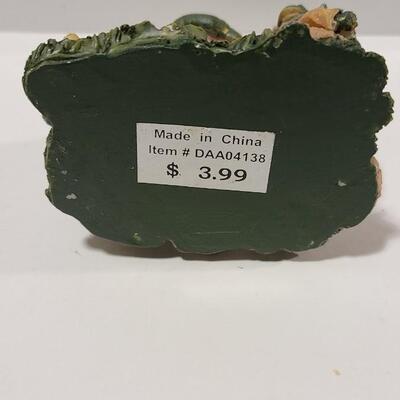 Made in China
Item # DAA04138
$ 3.99